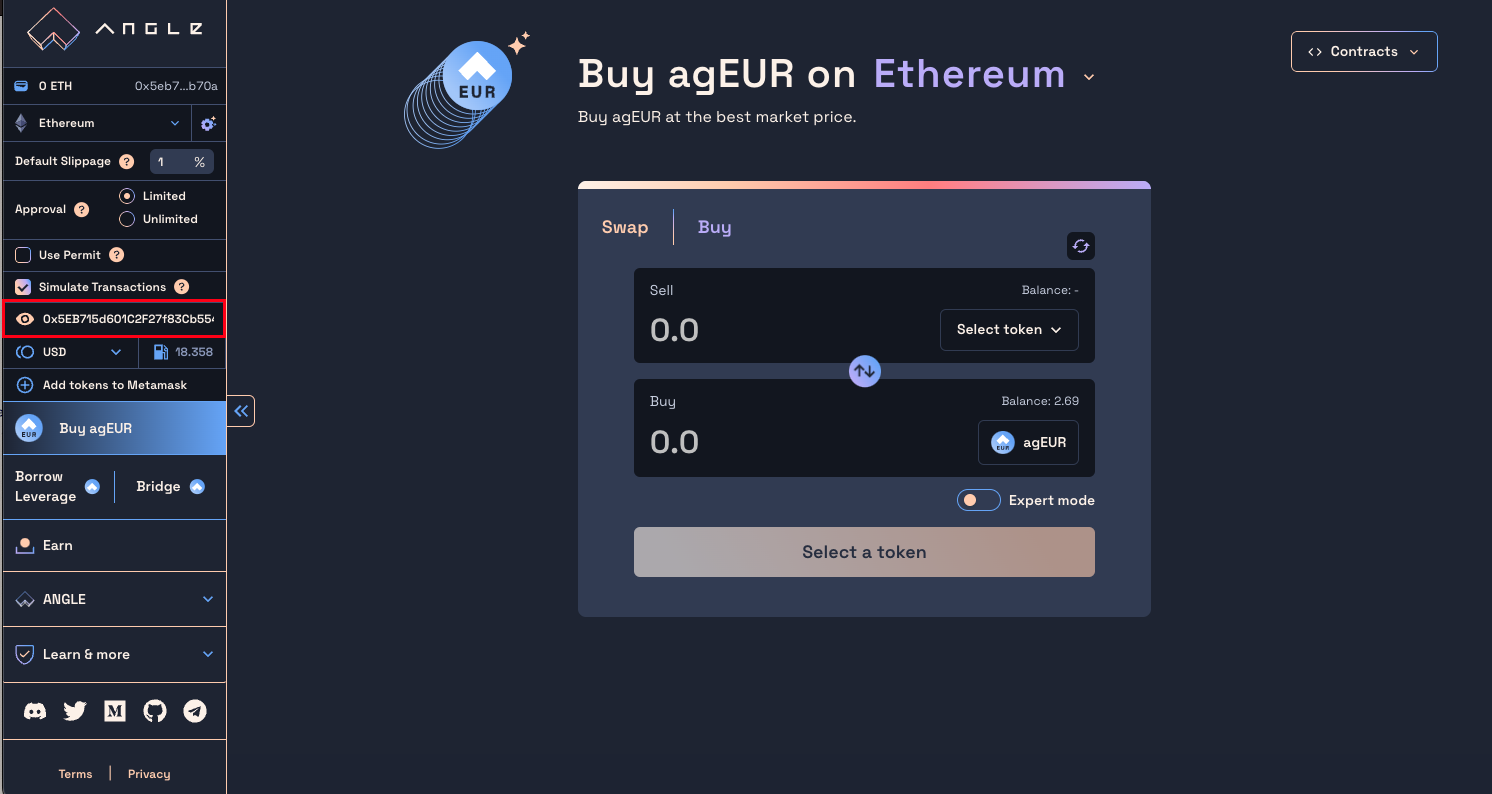 ANGLE
0 ETH 0x5eb7...b70a
Ethereum
Default Slippage ? 1 %
Approval ? Limited
Unlimited
Use Permit ?
Simulate Transactions ?
0x5EB715d601C2F27f83Cb554
USD 18.358
Add tokens to Metamask
EUR Buy agEUR
Borrow
Leverage
Bridge
Earn
ANGLE
Learn & more
M
Terms | Privacy
EUR
Buy agEUR on Ethereum
Buy agEUR at the best market price.
<> Contracts
Swap Buy
Sell Balance: -
0.0 Select token
Buy Balance: 2.69
0.0 EUR agEUR
Expert mode
Select a token